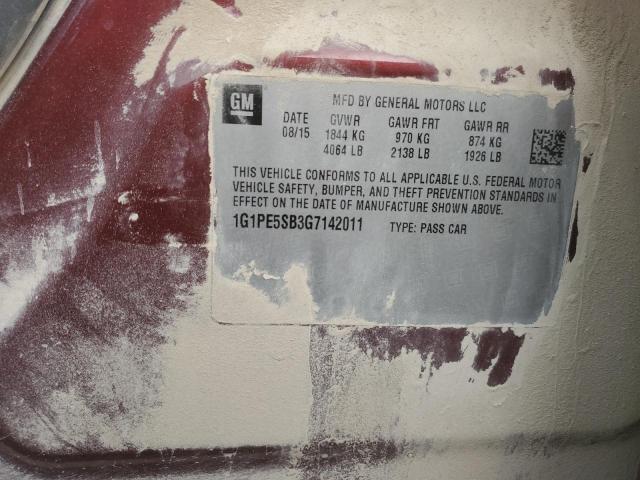 GM
MFD BY GENERAL MOTORS LLC
DATE GVWR GAWR FRT GAWR RR
08/15 1844 KG 970 KG 874 KG
4064 LB 2138 LB 1926 LB
THIS VEHICLE CONFORMS TO ALL APPLICABLE U.S. FEDERAL MOTOR
VEHICLE SAFETY, BUMPER, AND THEFT PREVENTION STANDARDS IN
EFFECT ON THE DATE OF MANUFACTURE SHOWN ABOVE.
1G1PE5SB3G7142011 TYPE: PASS CAR